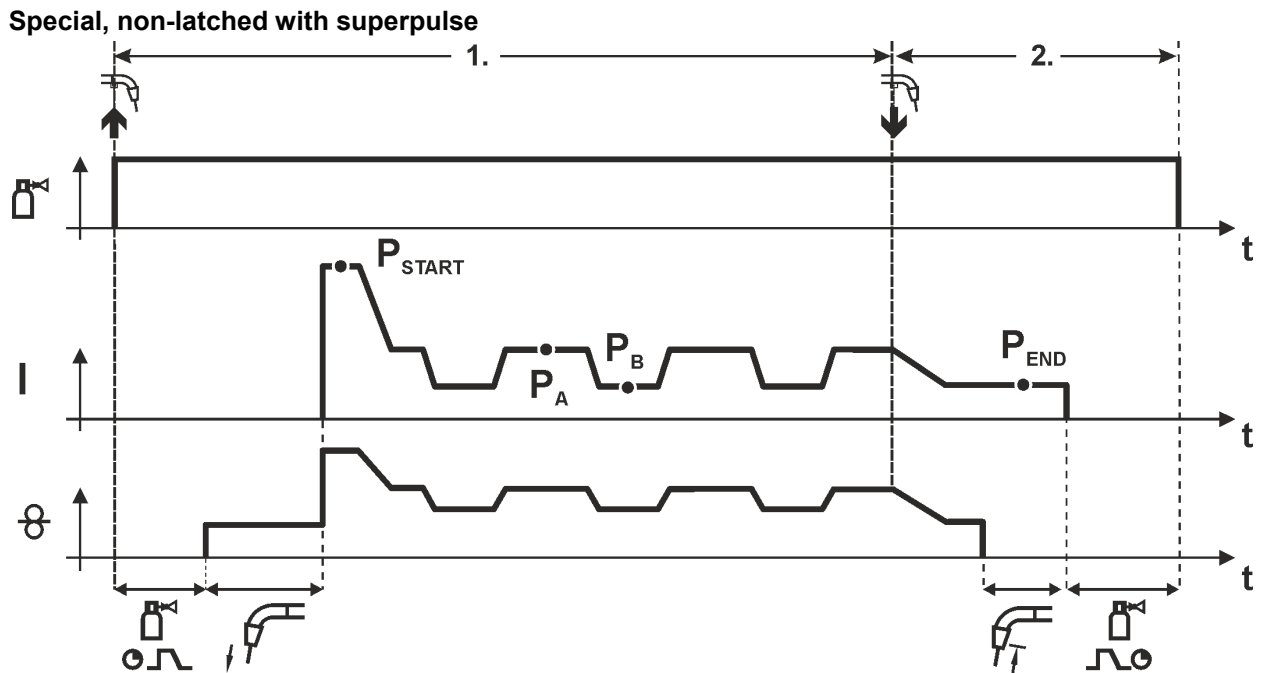 Special, non-latched with superpulse
1. 2.
t
P START
I
P A
P B
P END
t
t